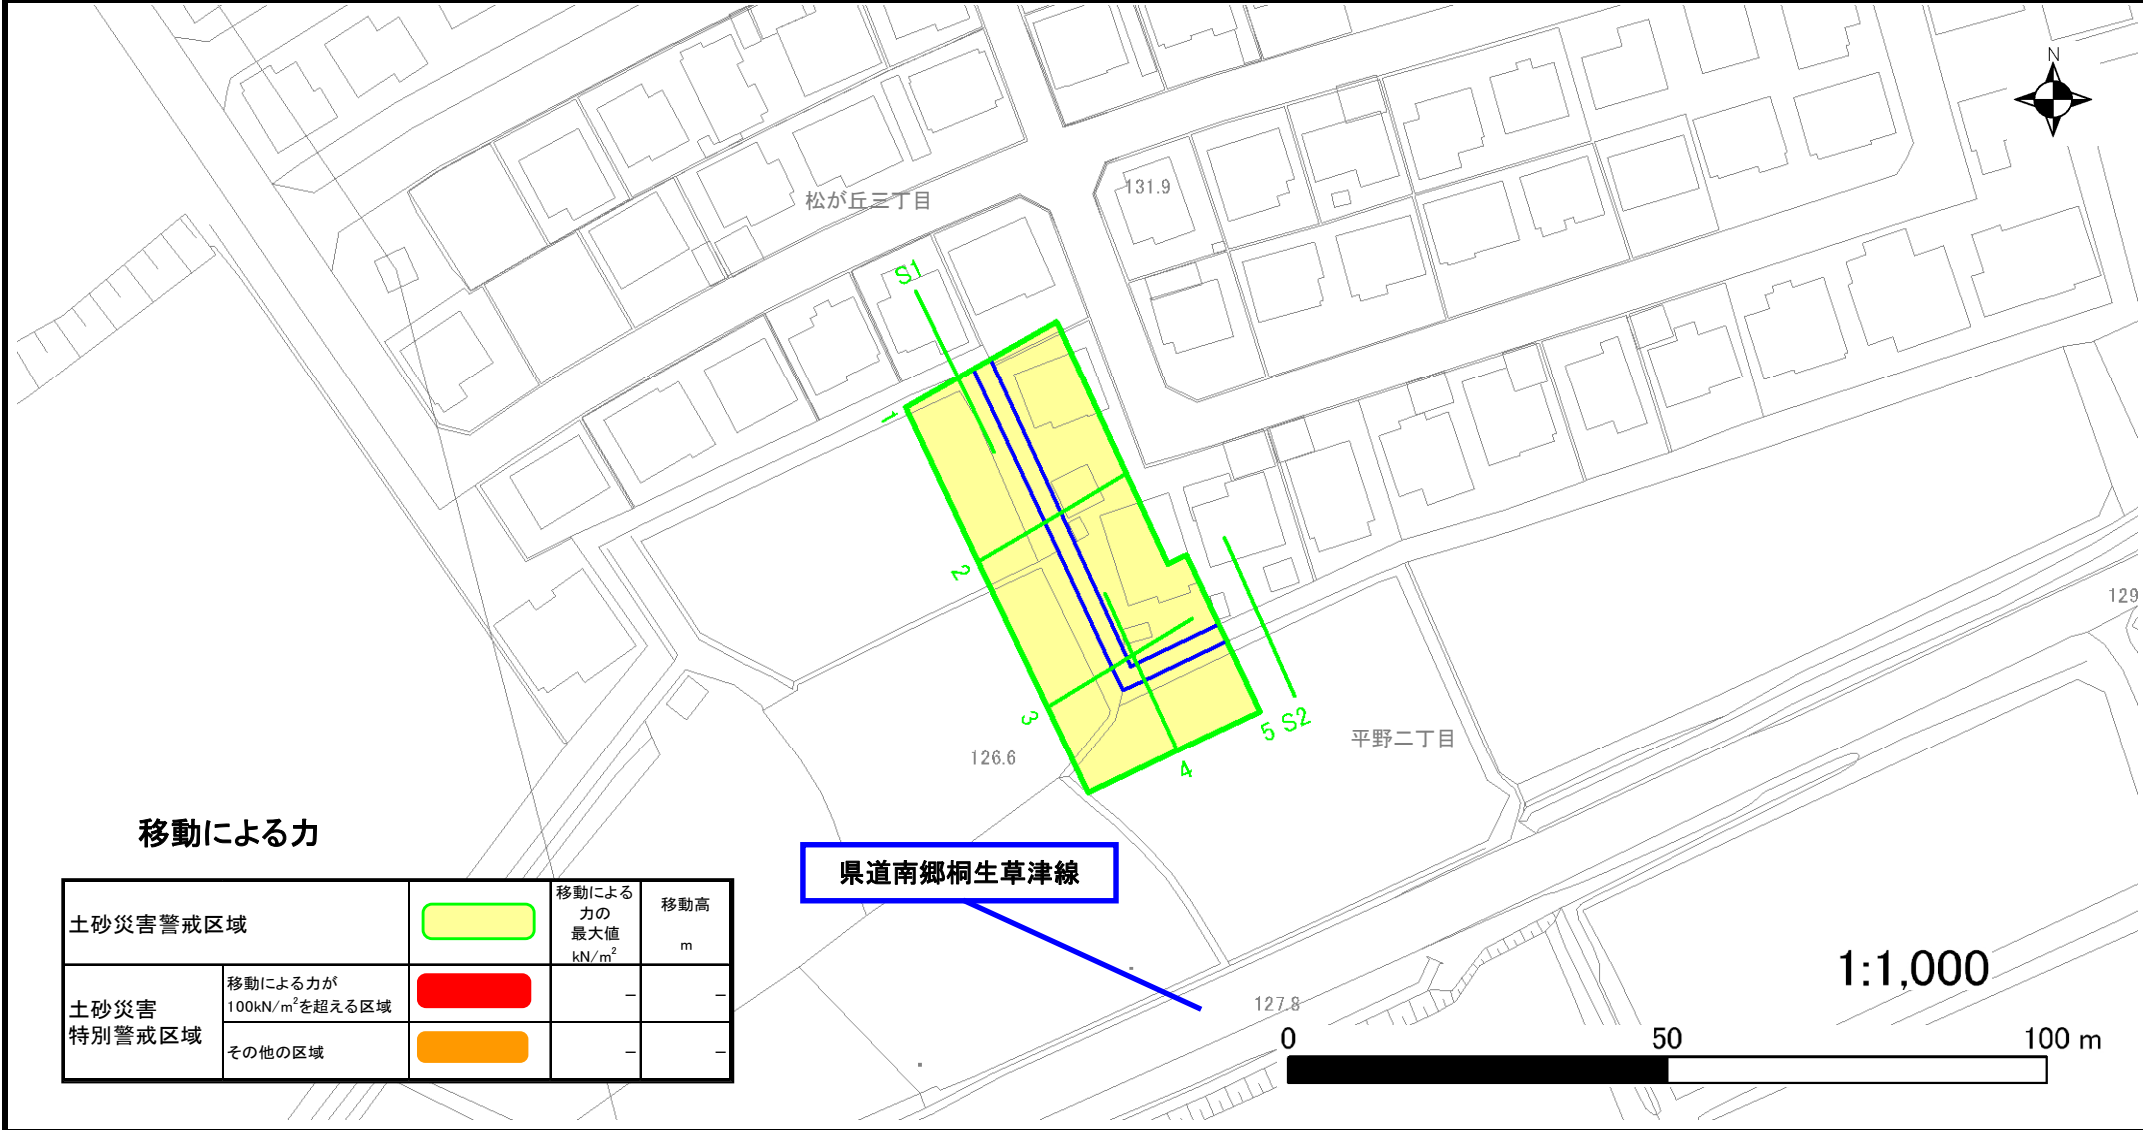 N
131.9
松が丘三丁目
S1
1
2
129
3
126.6
5 S2
平野二丁目
4
移動による力
県道南郷桐生草津線
土砂災害警戒区域
移動による
力の
最大値
kN/m²
移動高
m
土砂災害
特別警戒区域
移動による力が
100kN/m²を超える区域
－
－
その他の区域
－
－
127.8
1:1,000
0
50
100 m